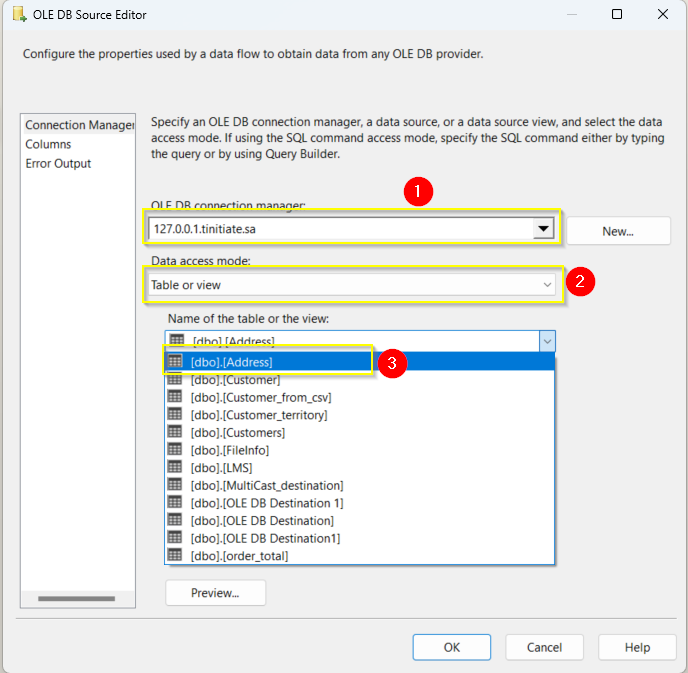 OLE DB Source Editor
Configure the properties used by a data flow to obtain data from any OLE DB provider.
Connection Manager
Columns
Error Output
Specify an OLE DB connection manager, a data source, or a data source view, and select the data
access mode. If using the SQL command access mode, specify the SQL command either by typing
the query or by using Query Builder.
1
OLE DB connection manager:
127.0.0.1.tinitiate.sa
New...
Data access mode:
Table or view
2
Name of the table or the view:
[dbo].[Address]
[dbo].[Address]
3
[dbo].[Customer]
[dbo].[Customer_from_csv]
[dbo].[Customer_territory]
[dbo].[Customers]
[dbo].[FileInfo]
[dbo].[LMS]
[dbo].[MultiCast_destination]
[dbo].[OLE DB Destination 1]
[dbo].[OLE DB Destination]
[dbo].[OLE DB Destination1]
[dbo].[order_total]
Preview...
OK
Cancel
Help